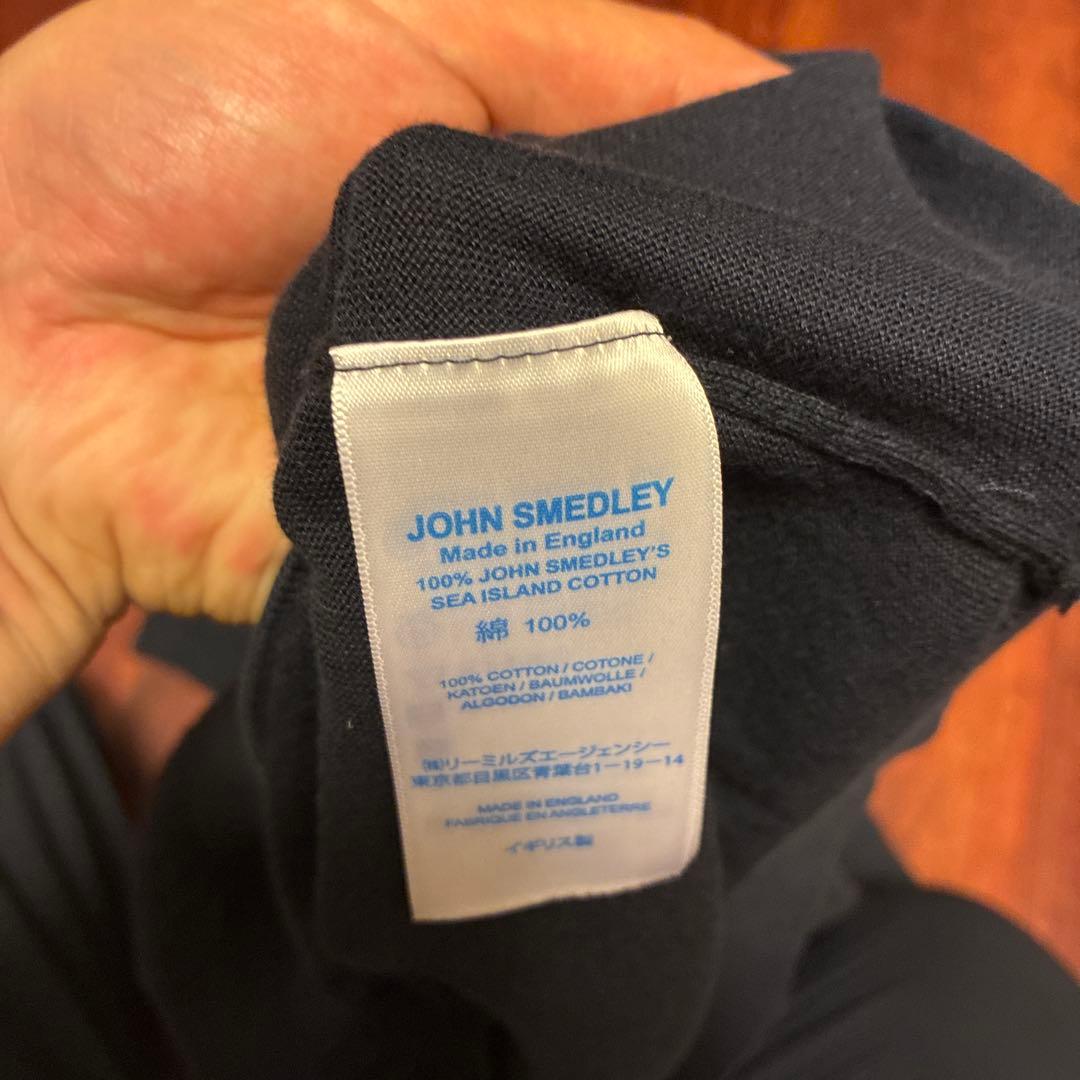 JOHN SMEDLEY
Made in England
100% JOHN SMEDLEY'S
SEA ISLAND COTTON
綿 100%
100% COTTON / COTONE /
KATOEN / BAUMWOLLE /
ALGODON / BAMBAKI
㈱リーミルズエージェンシー
東京都目黒区青葉台1-19-14
MADE IN ENGLAND
FABRIQUE EN ANGLETERRE
イギリス製